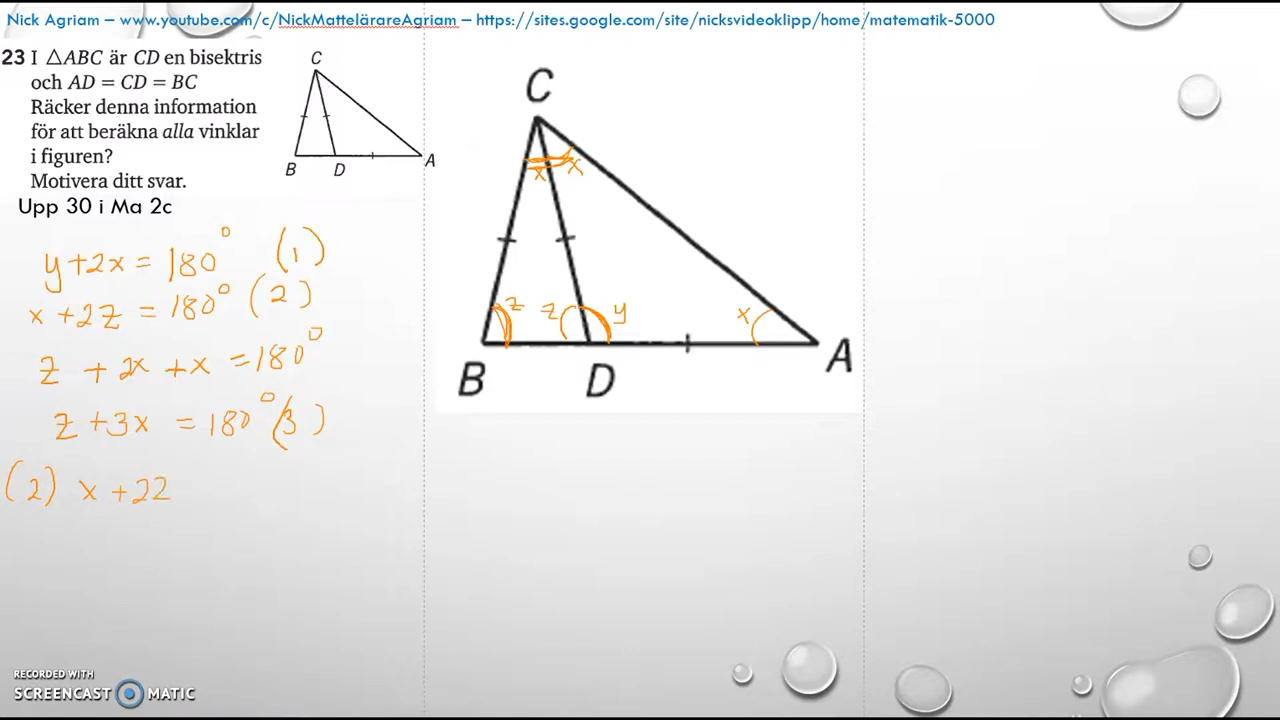 Nick Agriam – www.youtube.com/c/NickMattelärareAgriam – https://sites.google.com/site/nicksvideoklipp/home/matematik-5000
23 I △ABC är CD en bisektris
och AD = CD = BC
Räcker denna information
för att beräkna alla vinklar
i figuren?
Motivera ditt svar.
Upp 30 i Ma 2c
C
B
D
A
y + 2x = 180° (1)
x + 2z = 180° (2)
z + 2x + x = 180°
z + 3x = 180° (3)
(2) x + 2z
C
x
x
z
z
y
x
B
D
A
RECORDED WITH
SCREENCAST MATIC